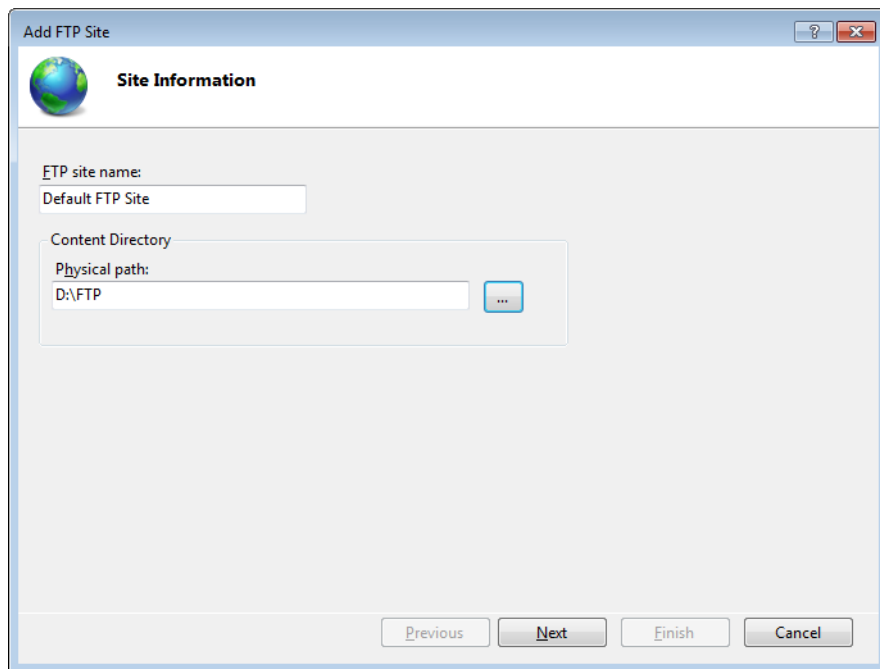 Add FTP Site
?
Site Information
FTP site name:
Default FTP Site
Content Directory
Physical path:
D:\FTP
...
Previous
Next
Finish
Cancel